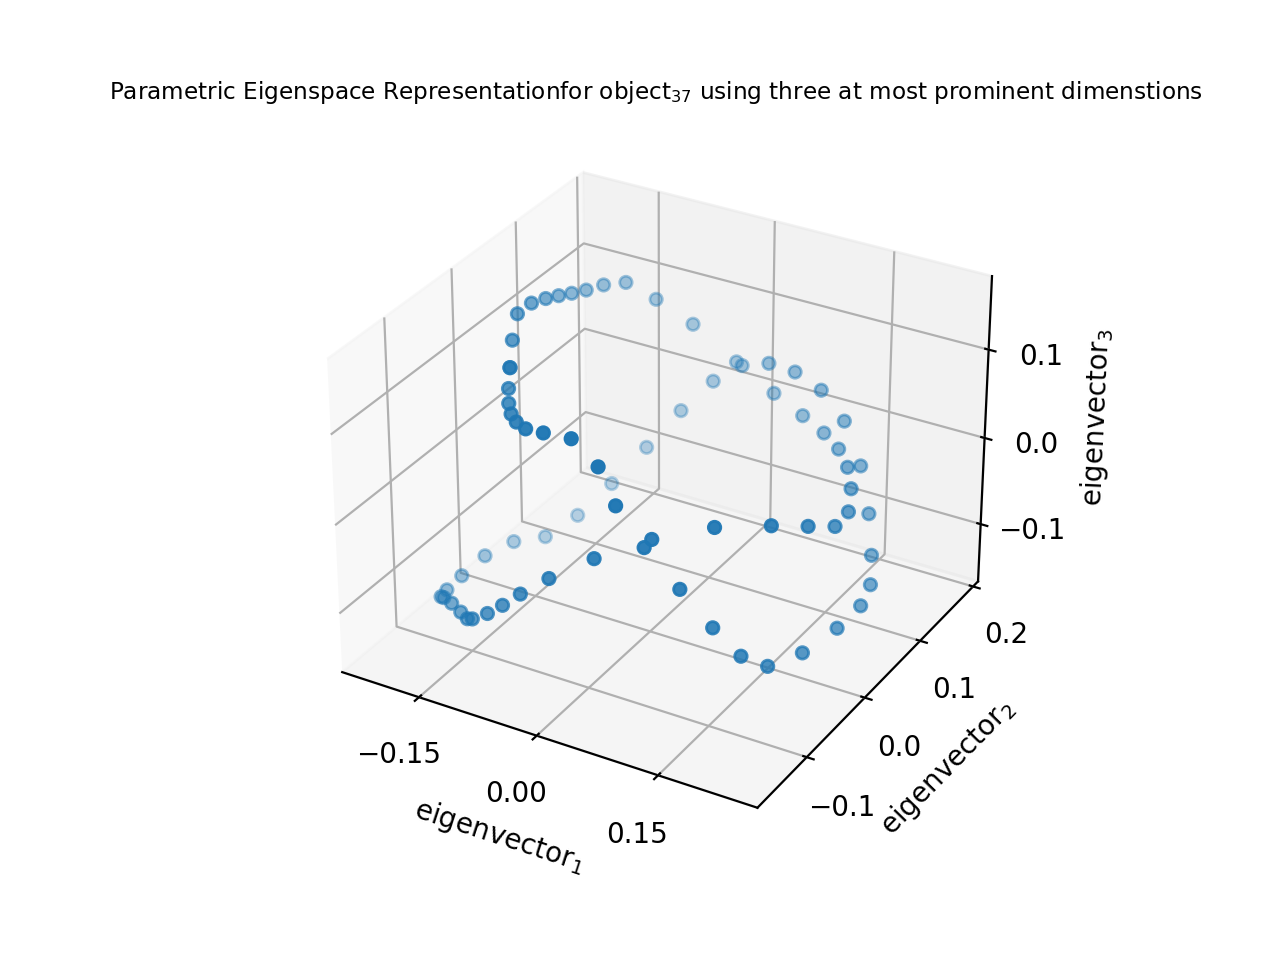 Parametric Eigenspace Representationfor object₃₇ using three at most prominent dimenstions
0.1
0.0
−0.1
eigenvector₃
0.2
0.1
0.0
−0.1
eigenvector₂
−0.15
0.00
0.15
eigenvector₁